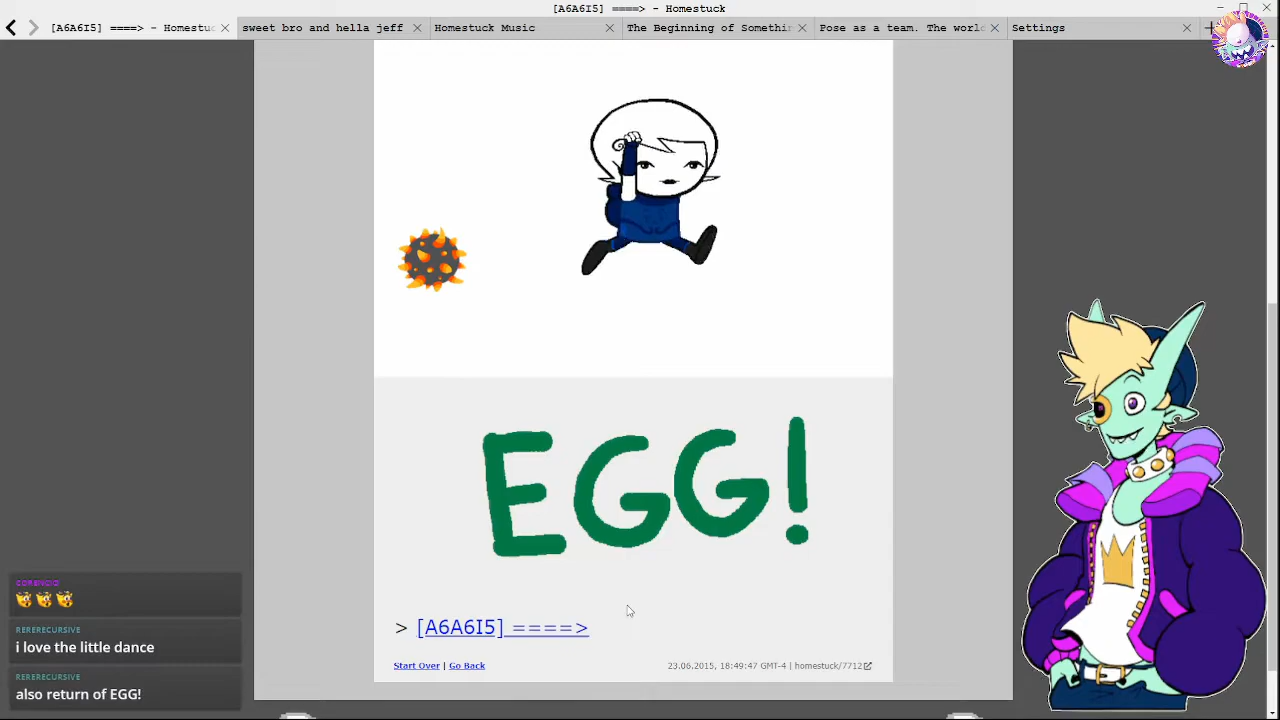 [A6A6I5] ====> - Homestuck
[A6A6I5] ====> - Homestuc
sweet bro and hella jeff
Homestuck Music
The Beginning of Somethin
Pose as a team. The world
Settings
EGG!
> [A6A6I5] ====>
Start Over | Go Back
23.06.2015, 18:49:47 GMT-4 | homestuck/7712
RERERECURSIVE
i love the little dance
RERERECURSIVE
also return of EGG!